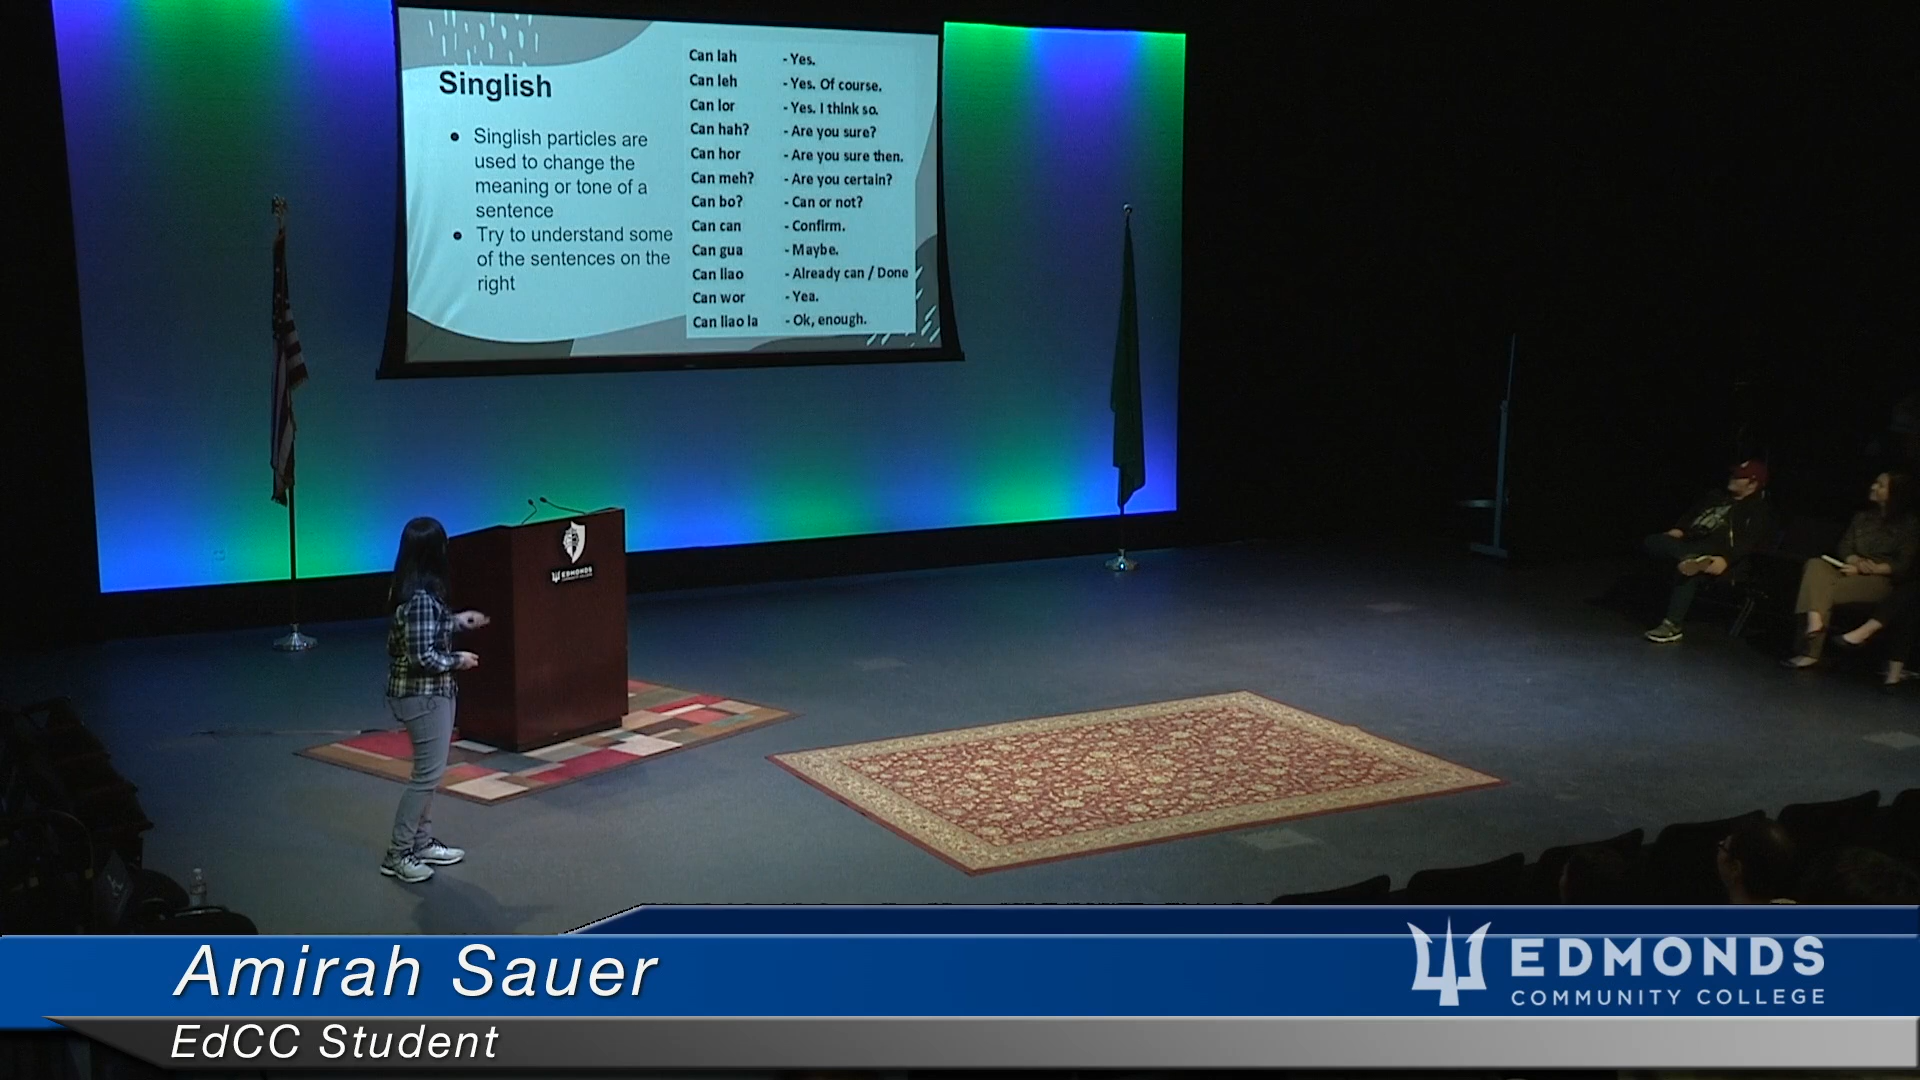 Singlish
● Singlish particles are
used to change the
meaning or tone of a
sentence
● Try to understand some
of the sentences on the
right
Can lah - Yes.
Can leh - Yes. Of course.
Can lor - Yes. I think so.
Can hah? - Are you sure?
Can hor - Are you sure then.
Can meh? - Are you certain?
Can bo? - Can or not?
Can can - Confirm.
Can gua - Maybe.
Can liao - Already can / Done
Can wor - Yea.
Can liao la - Ok, enough.
EDMONDS
COMMUNITY COLLEGE
Amirah Sauer
EdCC Student
EDMONDS
COMMUNITY COLLEGE